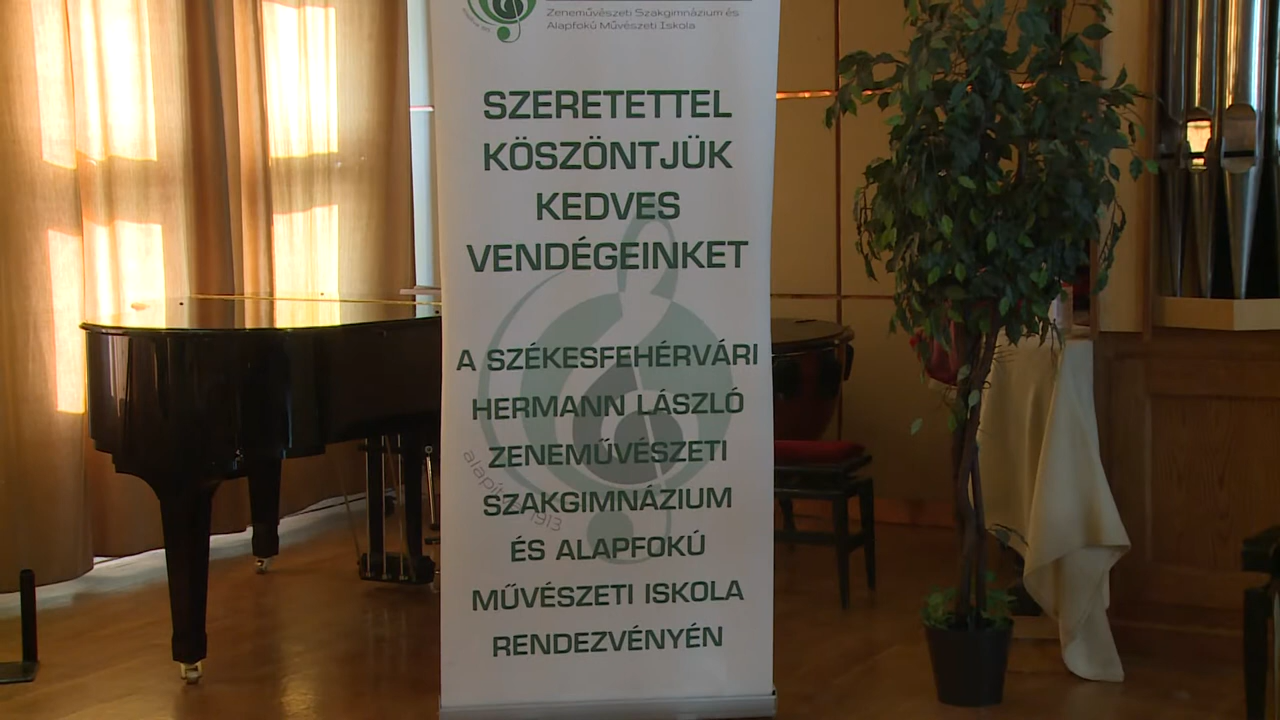 Zeneművészeti Szakgimnázium és
Alapfokú Művészeti Iskola
SZERETETTEL
KÖSZÖNTJÜK
KEDVES
VENDÉGEINKET
A SZÉKESFEHÉRVÁRI
HERMANN LÁSZLÓ
ZENEMŰVÉSZETI
SZAKGIMNÁZIUM
ÉS ALAPFOKÚ
MŰVÉSZETI ISKOLA
RENDEZVÉNYÉN
1913